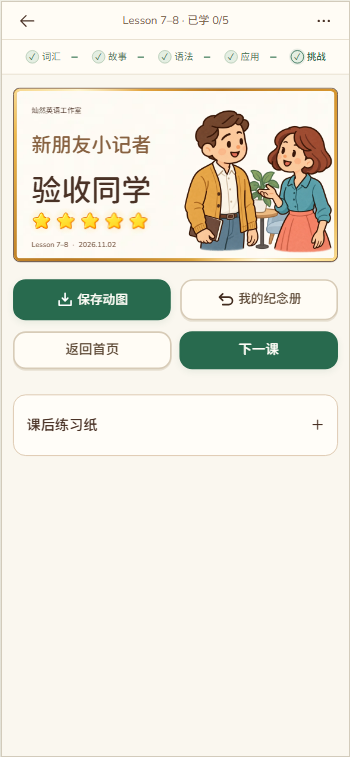 Lesson 7–8 · 已学 0/5
词汇 – 故事 – 语法 – 应用 – 挑战
灿然英语工作室
新朋友小记者
验收同学
Lesson 7–8 · 2026.11.02
保存动图
我的纪念册
返回首页
下一课
课后练习纸